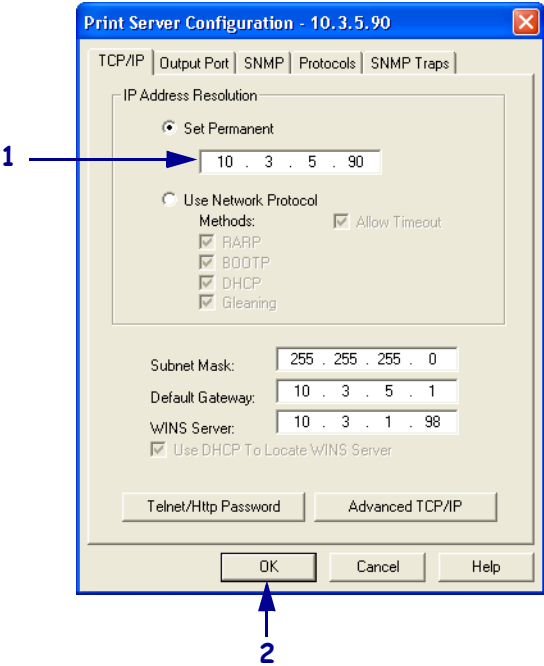 Print Server Configuration - 10.3.5.90
TCP/IP Output Port SNMP Protocols SNMP Traps
IP Address Resolution
Set Permanent
1
10 . 3 . 5 . 90
Use Network Protocol
Methods: Allow Timeout
RARP
BOOTP
DHCP
Gleaning
Subnet Mask: 255 . 255 . 255 . 0
Default Gateway: 10 . 3 . 5 . 1
WINS Server: 10 . 3 . 1 . 98
Use DHCP To Locate WINS Server
Telnet/Http Password Advanced TCP/IP
OK Cancel Help
2